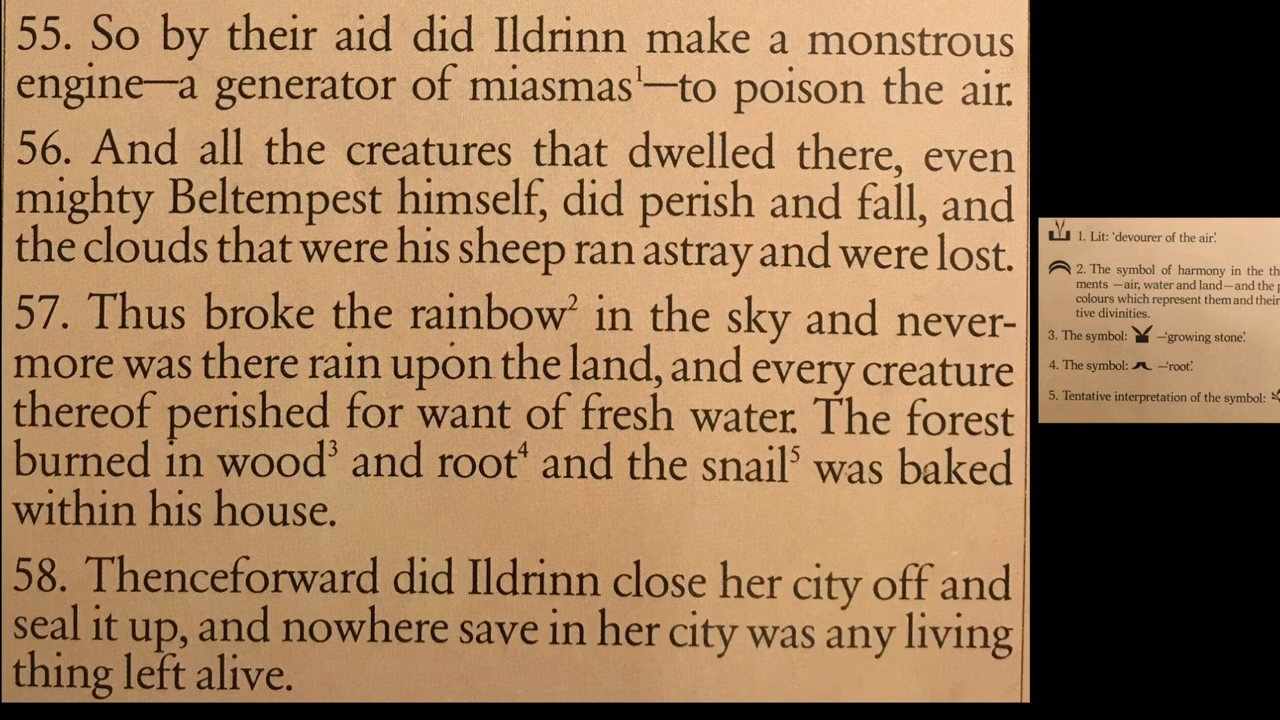 55. So by their aid did Ildrinn make a monstrous
engine—a generator of miasmas¹—to poison the air.
56. And all the creatures that dwelled there, even
mighty Beltempest himself, did perish and fall, and
the clouds that were his sheep ran astray and were lost.
57. Thus broke the rainbow² in the sky and never-
more was there rain upon the land, and every creature
thereof perished for want of fresh water. The forest
burned in wood³ and root⁴ and the snail⁵ was baked
within his house.
58. Thenceforward did Ildrinn close her city off and
seal it up, and nowhere save in her city was any living
thing left alive.
1. Lit: 'devourer of the air.'
2. The symbol of harmony in the th
ments —air, water and land—and the p
colours which represent them and their
tive divinities.
3. The symbol: —'growing stone.'
4. The symbol: —'root.'
5. Tentative interpretation of the symbol: